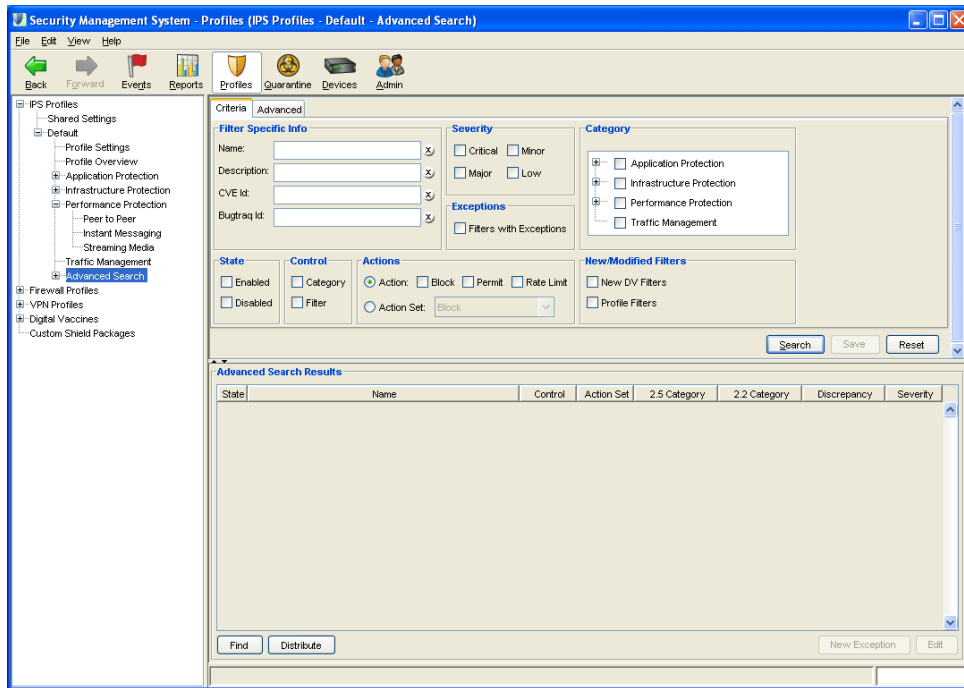 Security Management System - Profiles (IPS Profiles - Default - Advanced Search)
File Edit View Help
Back Forward Events Reports Profiles Quarantine Devices Admin
IPS Profiles
Shared Settings
Default
Profile Settings
Profile Overview
Application Protection
Infrastructure Protection
Performance Protection
Peer to Peer
Instant Messaging
Streaming Media
Traffic Management
Advanced Search
Firewall Profiles
VPN Profiles
Digital Vaccines
Custom Shield Packages
Criteria Advanced
Filter Specific Info
Name:
Description:
CVE Id:
Bugtraq Id:
Severity
Critical Minor
Major Low
Exceptions
Filters with Exceptions
Category
Application Protection
Infrastructure Protection
Performance Protection
Traffic Management
State
Enabled
Disabled
Control
Category
Filter
Actions
Action: Block Permit Rate Limit
Action Set: Block
New/Modified Filters
New DV Filters
Profile Filters
Search Save Reset
Advanced Search Results
State Name Control Action Set 2.5 Category 2.2 Category Discrepancy Severity
Find Distribute New Exception Edit